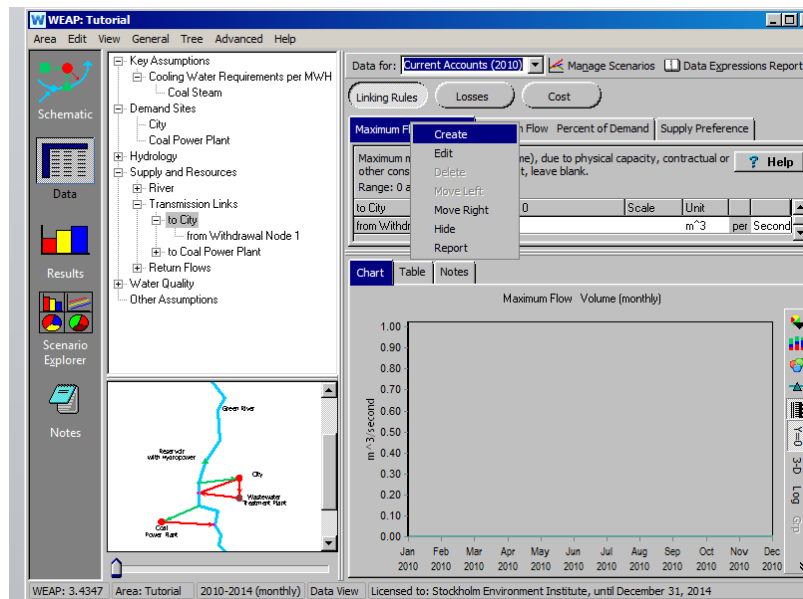 WEAP: Tutorial
Area Edit View General Tree Advanced Help
Schematic
Data
Results
Scenario
Explorer
Notes
Key Assumptions
Cooling Water Requirements per MWH
Coal Steam
Demand Sites
City
Coal Power Plant
Hydrology
Supply and Resources
River
Transmission Links
to City
from Withdrawal Node 1
to Coal Power Plant
Return Flows
Water Quality
Other Assumptions
Green River
Reservoir
with Hydropower
City
Wastewater
Treatment Plant
Coal
Power Plant
Data for: Current Accounts (2010) Manage Scenarios Data Expressions Report
Linking Rules Losses Cost
Maximum Fl Flow Percent of Demand Supply Preference
Create
Edit
Delete
Move Left
Move Right
Hide
Report
Maximum m me), due to physical capacity, contractual or
other cons t, leave blank.
Range: 0 a
Help
to City 0 Scale Unit
from Withdr m^3 per Second
Chart Table Notes
Maximum Flow Volume (monthly)
m^3/second
1.00
0.90
0.80
0.70
0.60
0.50
0.40
0.30
0.20
0.10
0.00
Jan Feb Mar Apr May Jun Jul Aug Sep Oct Nov Dec
2010 2010 2010 2010 2010 2010 2010 2010 2010 2010 2010 2010
Y=0
3-D
Log
Grp
WEAP: 3.4347 Area: Tutorial 2010-2014 (monthly) Data View Licensed to: Stockholm Environment Institute, until December 31, 2014